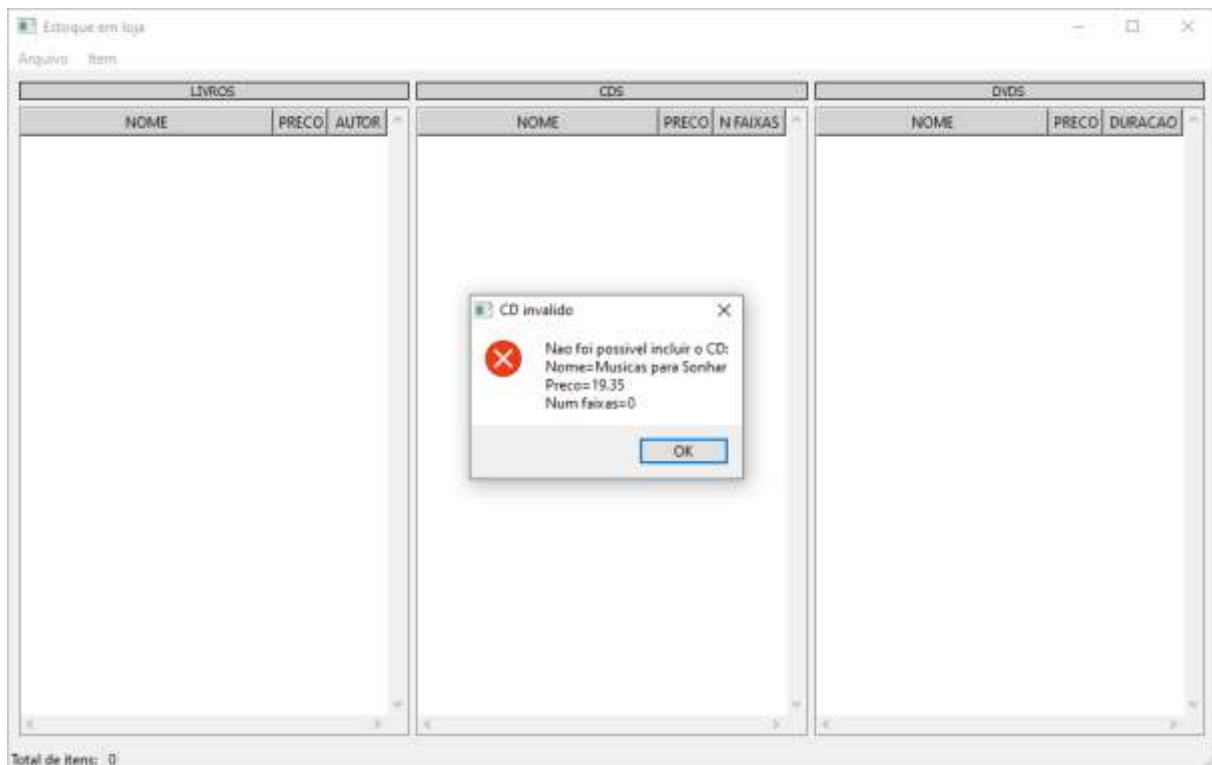 Estoque em loja
Arquivo Item
LIVROS CDS DVDS
NOME PRECO AUTOR NOME PRECO N FAIXAS NOME PRECO DURACAO
CD invalido
Nao foi possivel incluir o CD:
Nome=Musicas para Sonhar
Preco=19.35
Num faixas=0
OK
Total de itens: 0